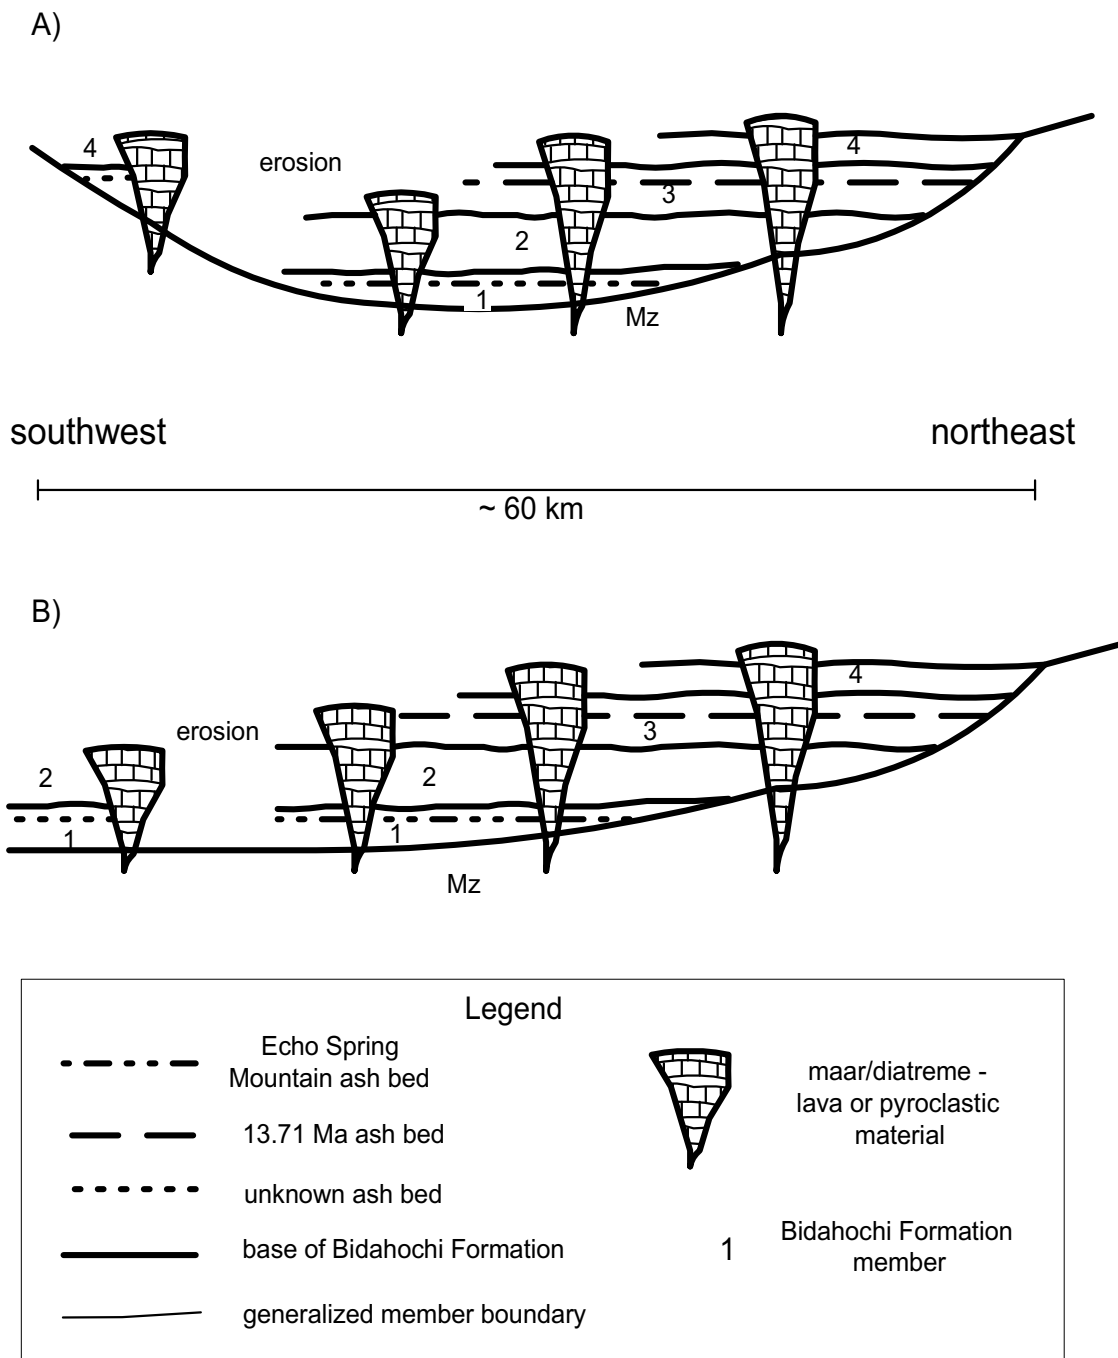 A)
4
erosion
4
3
2
1
Mz
southwest
northeast
~ 60 km
B)
4
erosion
3
2
2
1
1
Mz
Legend
Echo Spring
Mountain ash bed
13.71 Ma ash bed
unknown ash bed
base of Bidahochi Formation
generalized member boundary
maar/diatreme -
lava or pyroclastic
material
1
Bidahochi Formation
member